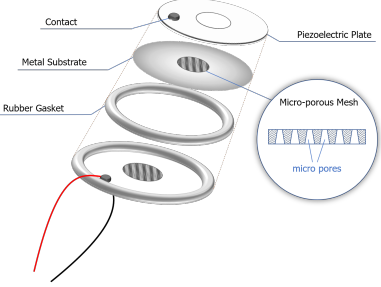 Contact
Piezoelectric Plate
Metal Substrate
Micro-porous Mesh
Rubber Gasket
micro pores